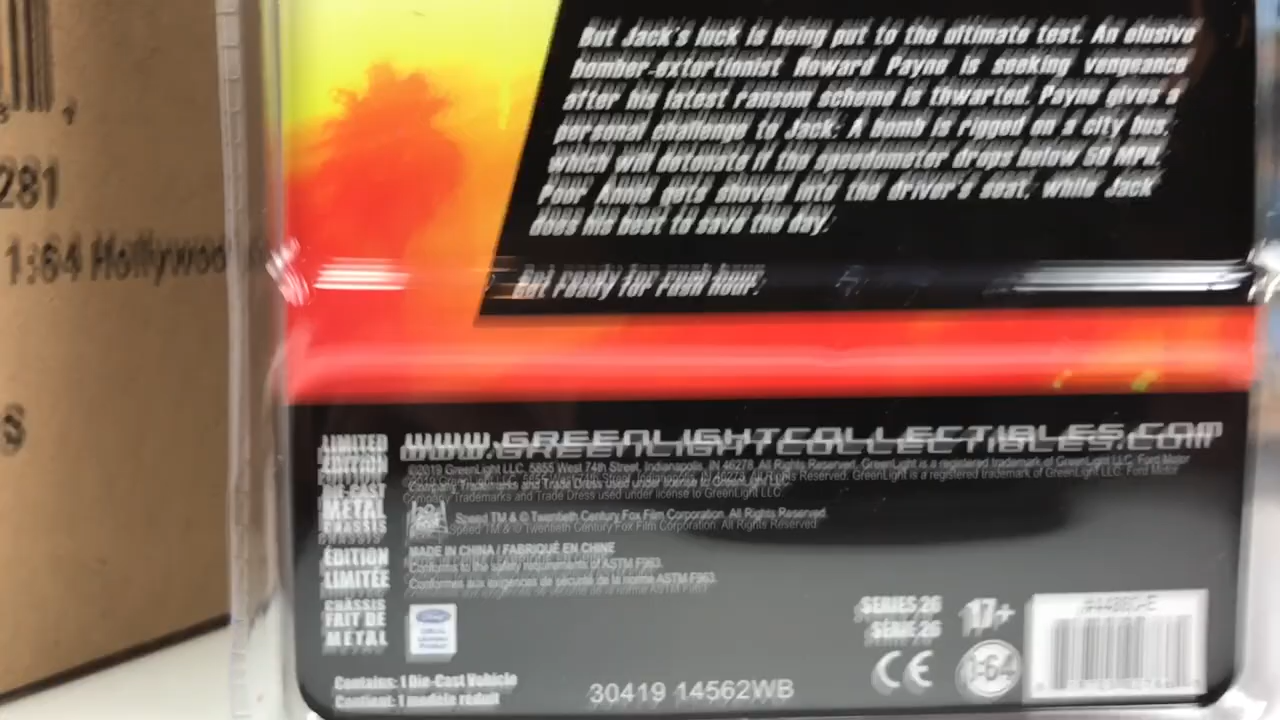 281
1:64 Hollywoo
S
But Jack's luck is being put to the ultimate test. An elusive
bomber-extortionist Howard Payne is seeking vengeance
after his latest ransom scheme is thwarted. Payne gives a
personal challenge to Jack: A bomb is rigged on a city bus,
which will detonate if the speedometer drops below 50 MPH.
Poor Annie gets shoved into the driver's seat, while Jack
does his best to save the day.
Get ready for rush hour.
LIMITED
EDITION
DIE-CAST
METAL
CHASSIS
ÉDITION
LIMITÉE
CHÂSSIS
FAIT DE
METAL
WWW.GREENLIGHTCOLLECTIBLES.COM
©2019 GreenLight LLC, 5855 West 74th Street, Indianapolis, IN 46278. All Rights Reserved. GreenLight is a registered trademark of GreenLight LLC. Ford Motor
Company Trademarks and Trade Dress used under license to GreenLight LLC.
Speed TM & © Twentieth Century Fox Film Corporation. All Rights Reserved.
MADE IN CHINA / FABRIQUÉ EN CHINE
Conforms to the safety requirements of ASTM F963.
Conformes aux exigences de sécurité de la norme ASTM F963.
Contains: 1 Die-Cast Vehicle
Contient: 1 modèle réduit
30419 14562WB
SERIES 26
SÉRIE 26
17+
CE
1:64